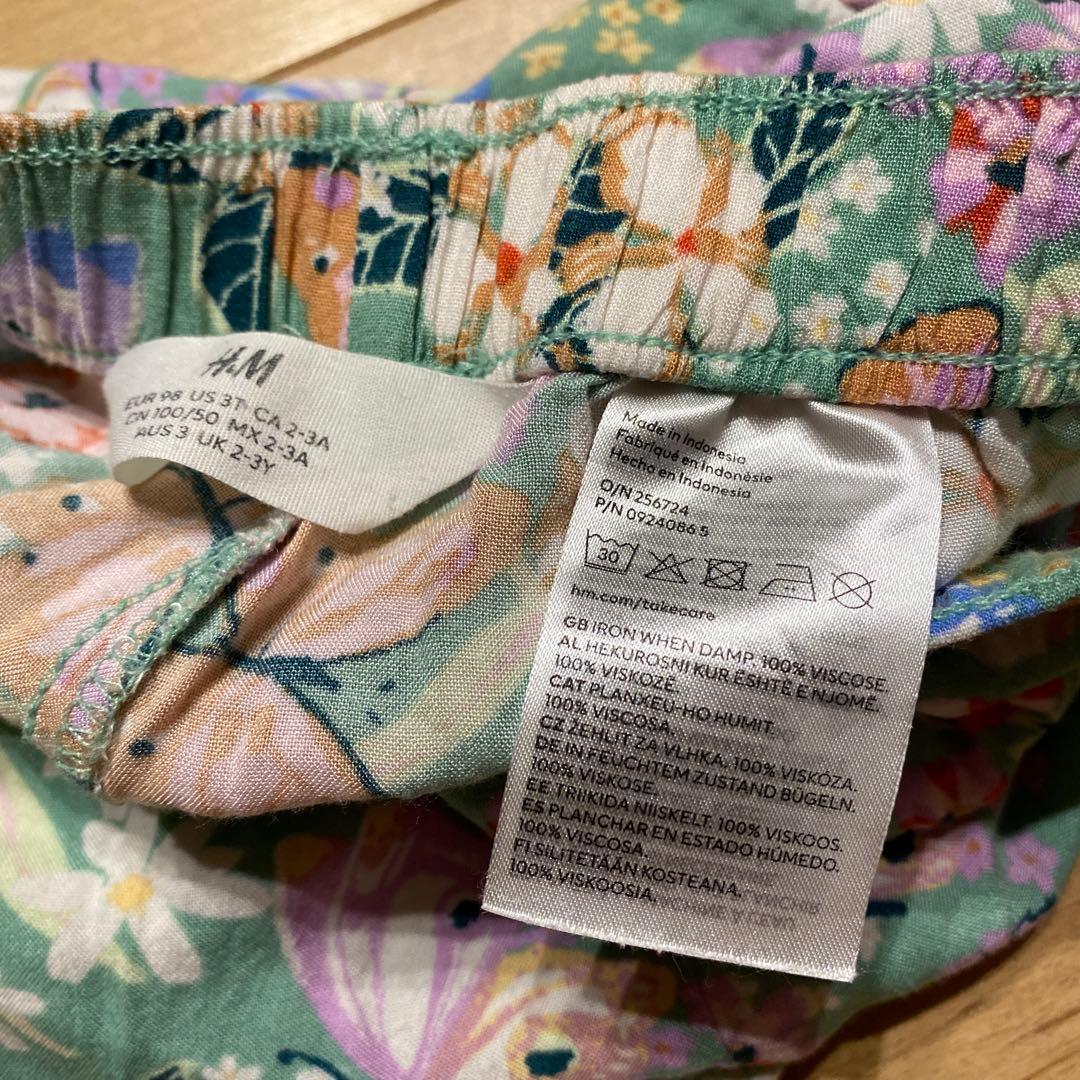 H&M
EUR 98 US 3T CA 2-3A
CN 100/50 MX 2-3A
AUS 3 UK 2-3Y
Made in Indonesia
Fabriqué en Indonésie
Hecho en Indonesia
O/N 256724
P/N 0924086 5
30
hm.com/takecare
GB IRON WHEN DAMP. 100% VISCOSE.
AL HEKUROSNI KUR ËSHTË E NJOMË.
100% VISKOZË.
CAT PLANXEU-HO HUMIT.
100% VISCOSA.
CZ ŽEHLIT ZA VLHKA. 100% VISKÓZA.
DE IN FEUCHTEM ZUSTAND BÜGELN.
100% VISKOSE.
EE TRIIKIDA NIISKELT. 100% VISKOOS.
ES PLANCHAR EN ESTADO HÚMEDO.
100% VISCOSA.
FI SILITETÄÄN KOSTEANA.
100% VISKOOSIA.